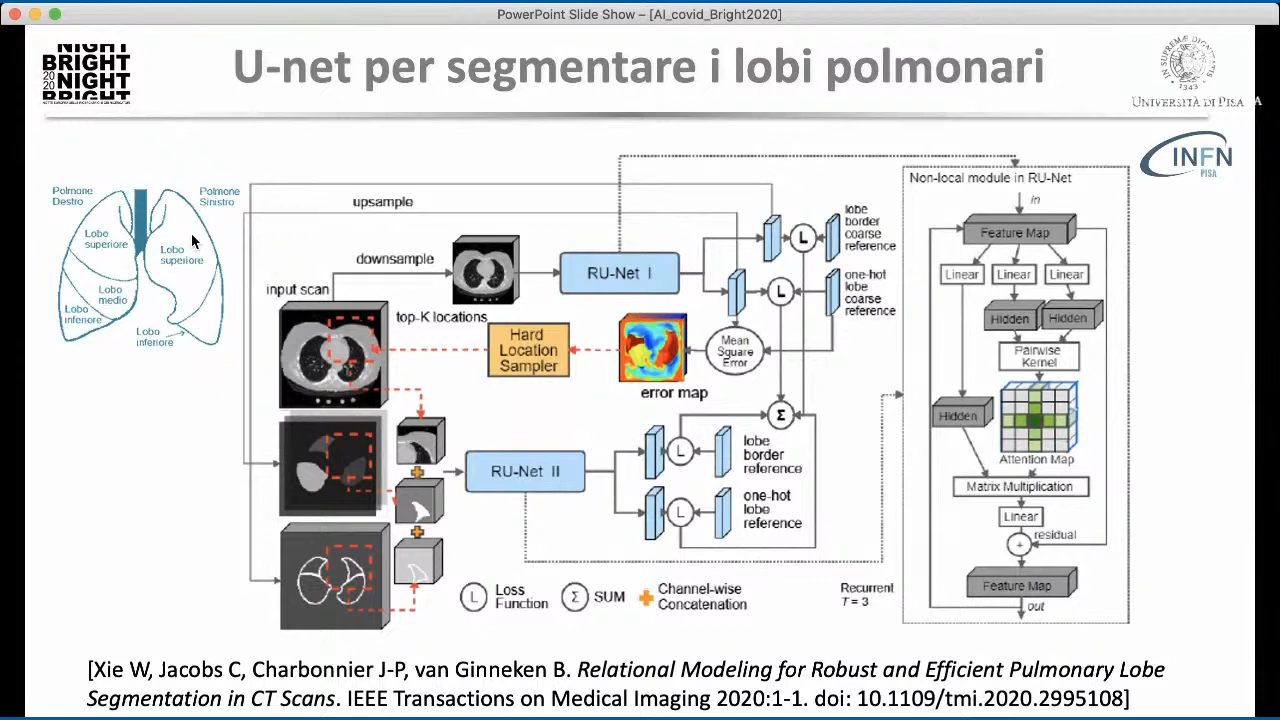 PowerPoint Slide Show – [AI_covid_Bright2020]
NIGHT
BRIGHT
20
20
NIGHT
BRIGHT
U-net per segmentare i lobi polmonari
IN SUPREMÆ DIGNITATIS
1343
UNIVERSITÀ DI PISA
A
INFN
PISA
Polmone
Destro
Polmone
Sinistro
Lobo
superiore
Lobo
superiore
Lobo
medio
Lobo
inferiore
Lobo
inferiore
upsample
downsample
input scan
top-K locations
RU-Net I
Hard
Location
Sampler
error map
Mean
Square
Error
L
L
lobe
border
coarse
reference
one-hot
lobe
coarse
reference
Σ
RU-Net II
L
L
lobe
border
reference
one-hot
lobe
reference
L
Loss
Function
Σ
SUM
Channel-wise
Concatenation
Recurrent
T = 3
Non-local module in RU-Net
in
Feature Map
Linear
Linear
Linear
Hidden
Hidden
Pairwise
Kernel
Hidden
Attention Map
Matrix Multiplication
Linear
residual
+
Feature Map
out
[Xie W, Jacobs C, Charbonnier J-P, van Ginneken B. Relational Modeling for Robust and Efficient Pulmonary Lobe
Segmentation in CT Scans. IEEE Transactions on Medical Imaging 2020:1-1. doi: 10.1109/tmi.2020.2995108]